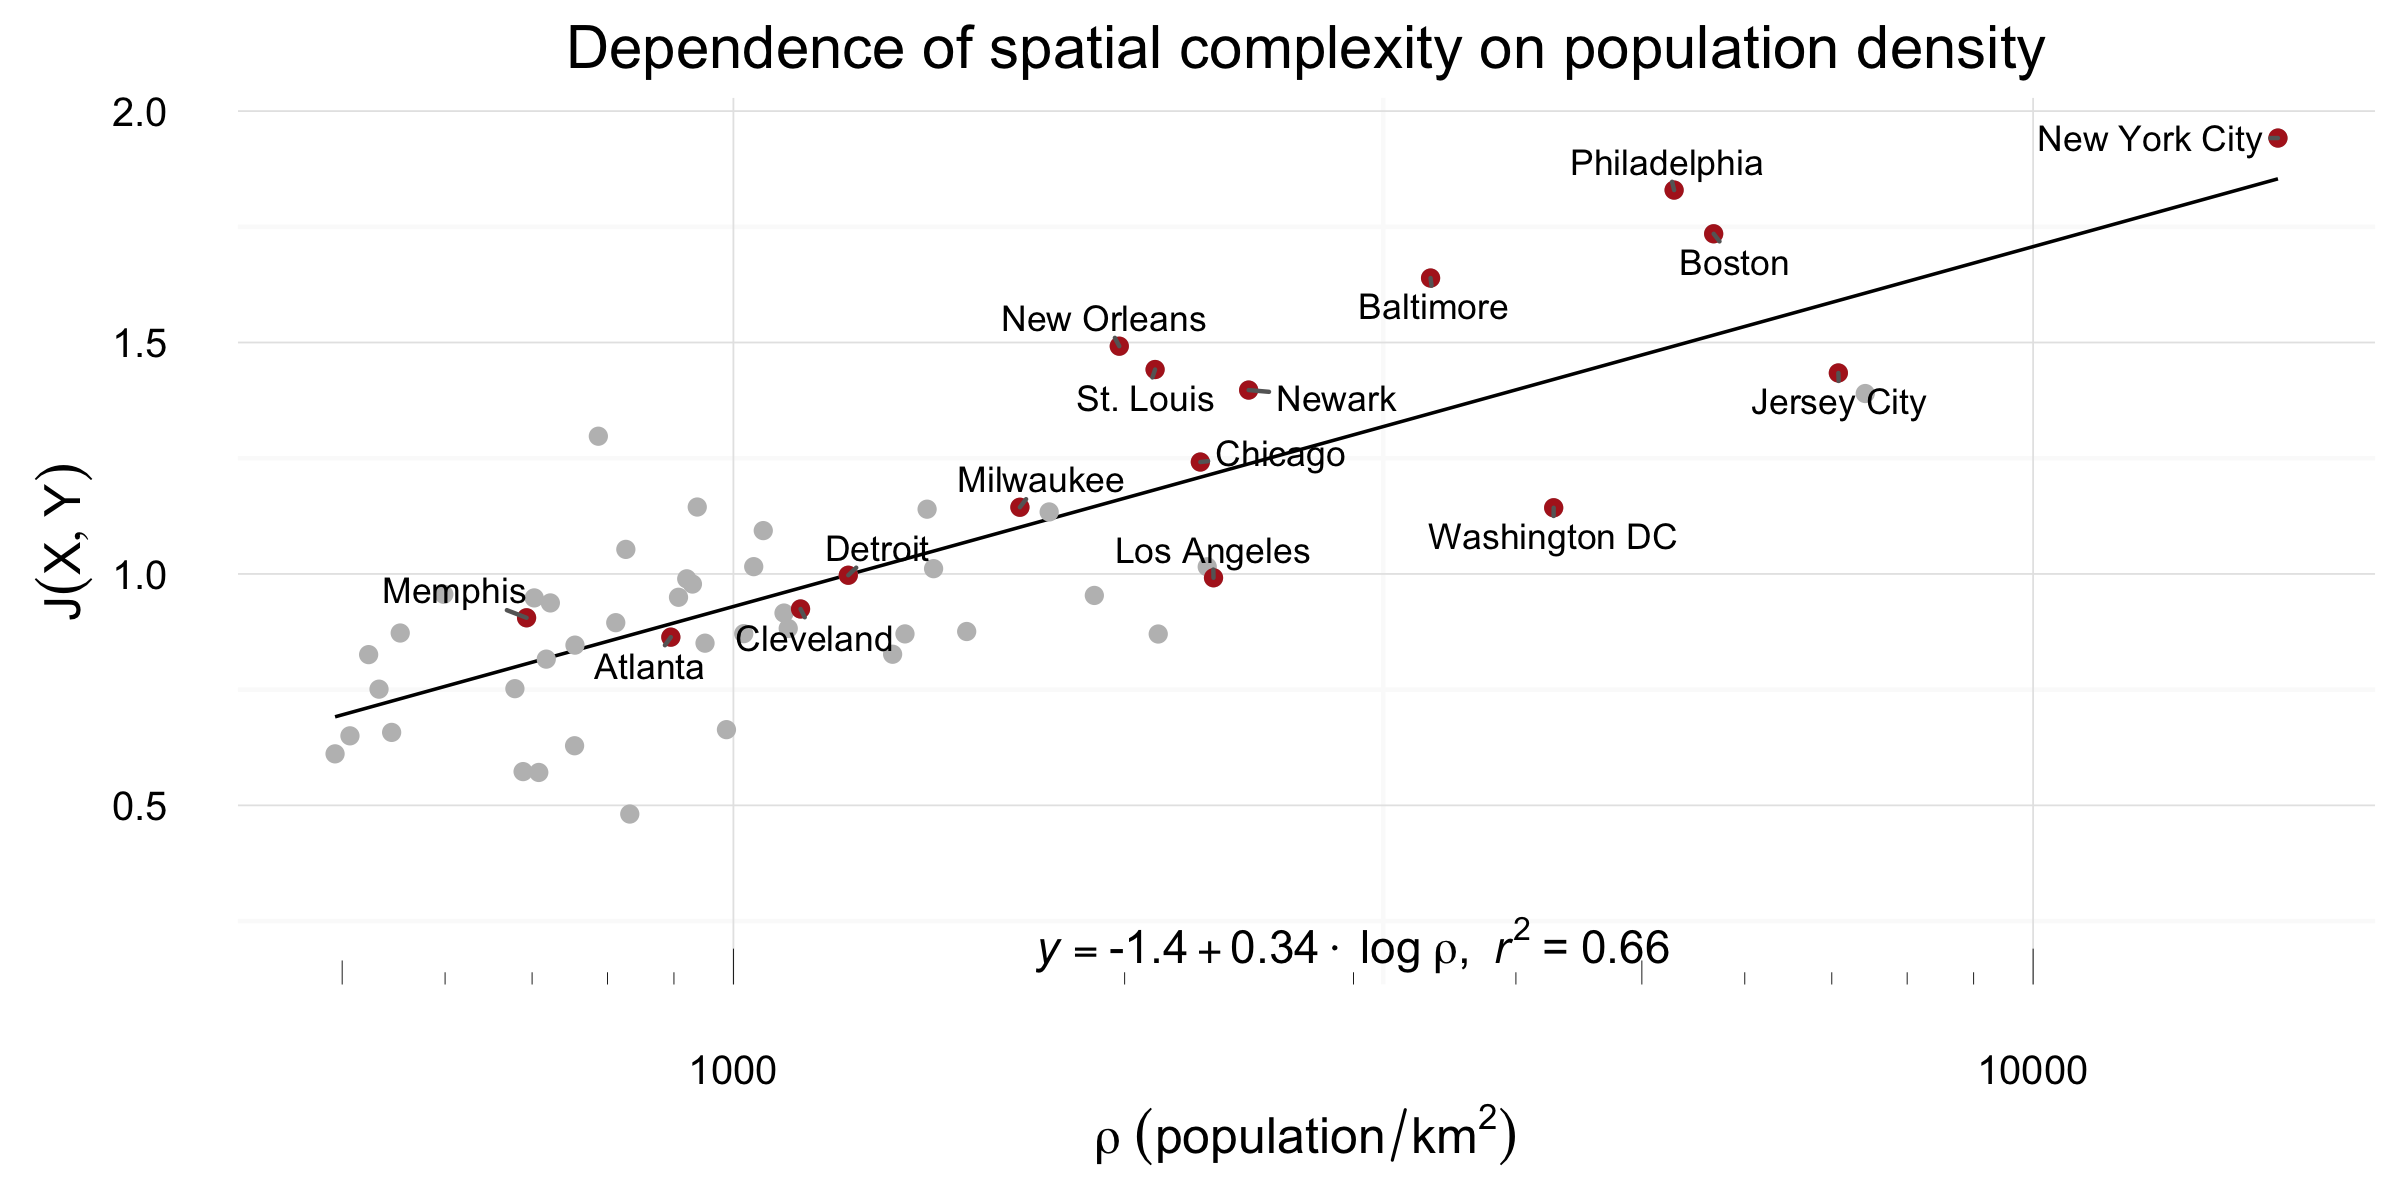 Dependence of spatial complexity on population density
2.0
New York City
Philadelphia
Boston
Baltimore
New Orleans
1.5
St. Louis
Newark
Jersey City
Chicago
Milwaukee
Washington DC
Detroit
Los Angeles
1.0
Memphis
Cleveland
Atlanta
J(X, Y)
0.5
y = -1.4 + 0.34 · log ρ, r² = 0.66
1000
10000
ρ (population/km²)